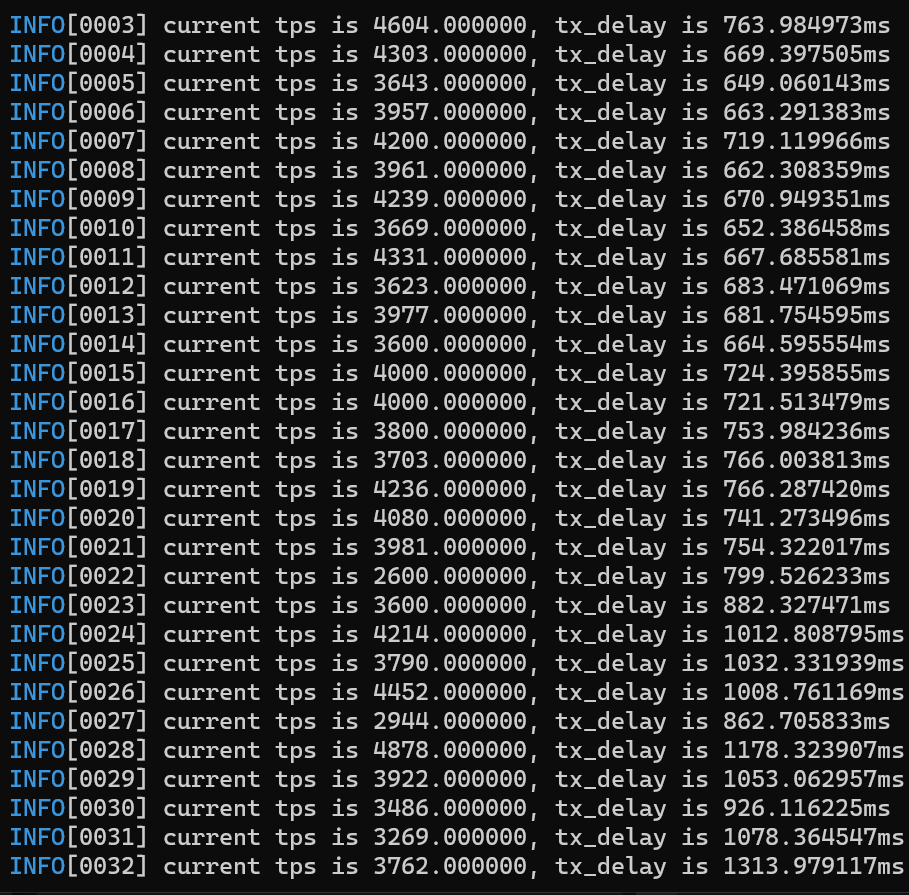 INFO[0003] current tps is 4604.000000, tx_delay is 763.984973ms
INFO[0004] current tps is 4303.000000, tx_delay is 669.397505ms
INFO[0005] current tps is 3643.000000, tx_delay is 649.060143ms
INFO[0006] current tps is 3957.000000, tx_delay is 663.291383ms
INFO[0007] current tps is 4200.000000, tx_delay is 719.119966ms
INFO[0008] current tps is 3961.000000, tx_delay is 662.308359ms
INFO[0009] current tps is 4239.000000, tx_delay is 670.949351ms
INFO[0010] current tps is 3669.000000, tx_delay is 652.386458ms
INFO[0011] current tps is 4331.000000, tx_delay is 667.685581ms
INFO[0012] current tps is 3623.000000, tx_delay is 683.471069ms
INFO[0013] current tps is 3977.000000, tx_delay is 681.754595ms
INFO[0014] current tps is 3600.000000, tx_delay is 664.595554ms
INFO[0015] current tps is 4000.000000, tx_delay is 724.395855ms
INFO[0016] current tps is 4000.000000, tx_delay is 721.513479ms
INFO[0017] current tps is 3800.000000, tx_delay is 753.984236ms
INFO[0018] current tps is 3703.000000, tx_delay is 766.003813ms
INFO[0019] current tps is 4236.000000, tx_delay is 766.287420ms
INFO[0020] current tps is 4080.000000, tx_delay is 741.273496ms
INFO[0021] current tps is 3981.000000, tx_delay is 754.322017ms
INFO[0022] current tps is 2600.000000, tx_delay is 799.526233ms
INFO[0023] current tps is 3600.000000, tx_delay is 882.327471ms
INFO[0024] current tps is 4214.000000, tx_delay is 1012.808795ms
INFO[0025] current tps is 3790.000000, tx_delay is 1032.331939ms
INFO[0026] current tps is 4452.000000, tx_delay is 1008.761169ms
INFO[0027] current tps is 2944.000000, tx_delay is 862.705833ms
INFO[0028] current tps is 4878.000000, tx_delay is 1178.323907ms
INFO[0029] current tps is 3922.000000, tx_delay is 1053.062957ms
INFO[0030] current tps is 3486.000000, tx_delay is 926.116225ms
INFO[0031] current tps is 3269.000000, tx_delay is 1078.364547ms
INFO[0032] current tps is 3762.000000, tx_delay is 1313.979117ms